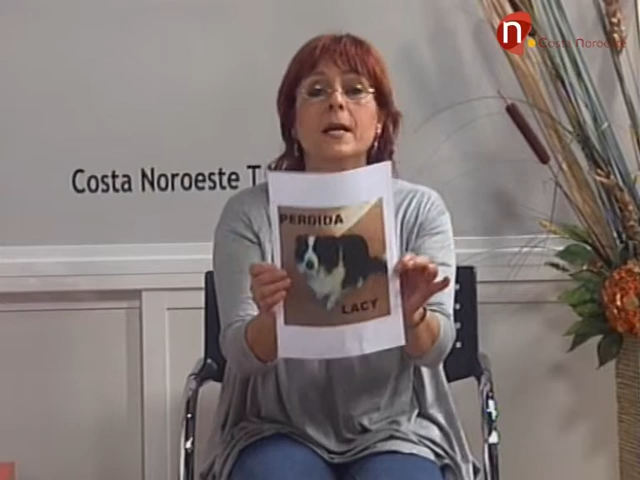 n
Costa Noroeste
Costa Noroeste T
PERDIDA
LACY